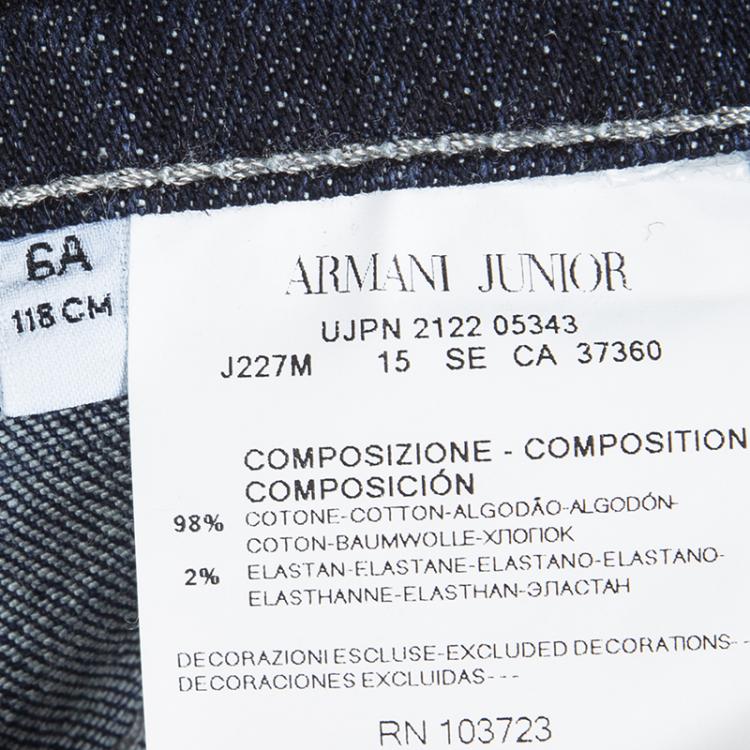 6A
118 CM
ARMANI JUNIOR
UJPN 2122 05343
J227M 15 SE CA 37360
COMPOSIZIONE - COMPOSITION
COMPOSICIÓN
98% COTONE-COTTON-ALGODÃO-ALGODÓN-
COTON-BAUMWOLLE-ХЛОПОК
2% ELASTAN-ELASTANE-ELASTANO-ELASTANO-
ELASTHANNE-ELASTHAN-ЭЛАСТАН
DECORAZIONI ESCLUSE-EXCLUDED DECORATIONS--
DECORACIONES EXCLUIDAS---
RN 103723